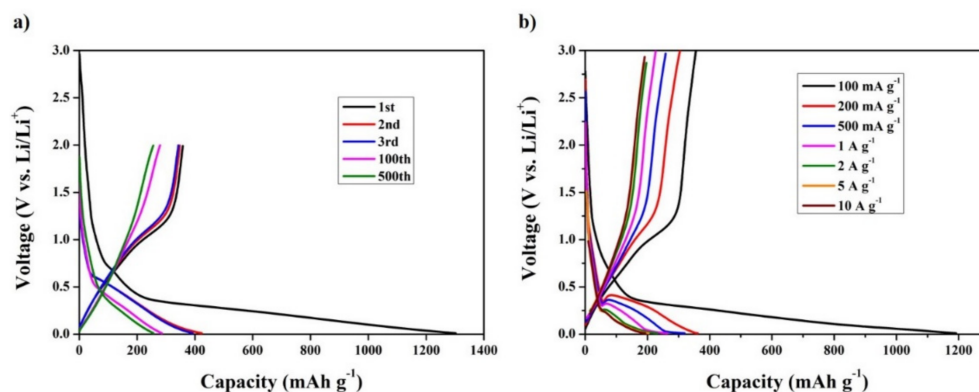 a)
Voltage (V vs. Li/Li+)
3.0
2.5
2.0
1.5
1.0
0.5
0.0
1st
2nd
3rd
100th
500th
0 200 400 600 800 1000 1200 1400
Capacity (mAh g-1)
b)
Voltage (V vs. Li/Li+)
3.0
2.5
2.0
1.5
1.0
0.5
0.0
100 mA g-1
200 mA g-1
500 mA g-1
1 A g-1
2 A g-1
5 A g-1
10 A g-1
0 200 400 600 800 1000 1200
Capacity (mAh g-1)